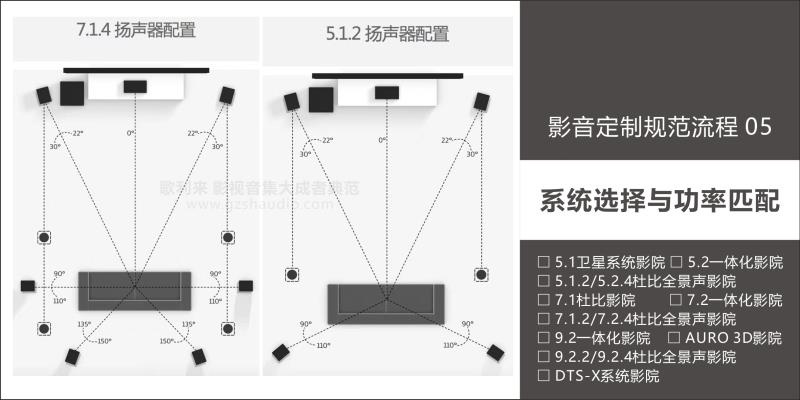 7.1.4 扬声器配置
5.1.2 扬声器配置
22°
30°
0°
22°
30°
22°
30°
0°
22°
30°
歌利来 影视音集大成者典范
www.gzshaudio.com
90°
110°
90°
110°
135°
150°
135°
150°
90°
110°
90°
110°
影音定制规范流程 05
系统选择与功率匹配
□ 5.1卫星系统影院 □ 5.2一体化影院
□ 5.1.2/5.2.4杜比全景声影院
□ 7.1杜比影院 □ 7.2一体化影院
□ 7.1.2/7.2.4杜比全景声影院
□ 9.2一体化影院 □ AURO 3D影院
□ 9.2.2/9.2.4杜比全景声影院
□ DTS-X系统影院